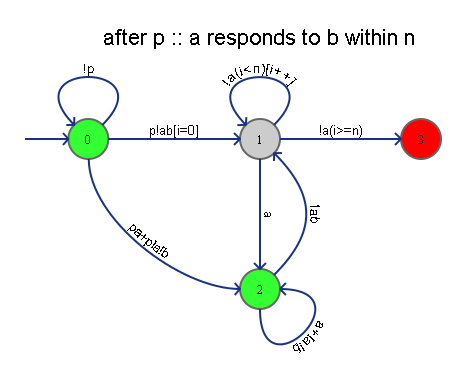 after p :: a responds to b within n
!p
!a(i<n)[i++]
0
p!ab[i=0]
1
!a(i>=n)
3
pa+p!a!b
a
!ab
2
a+!a!b